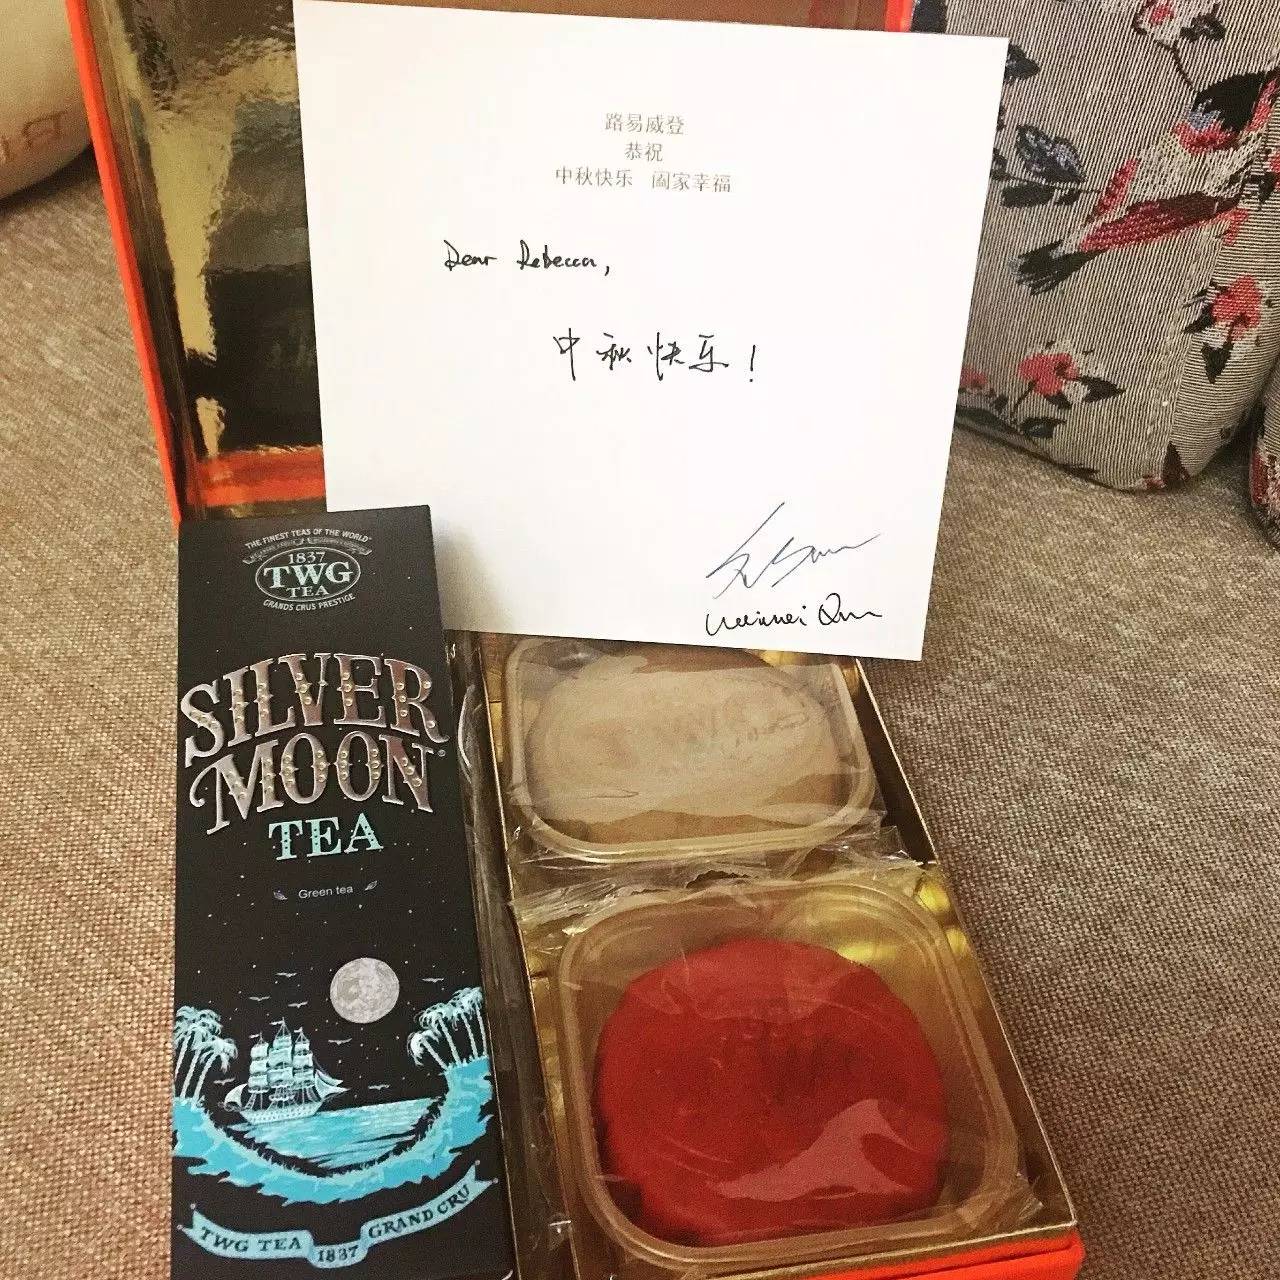 路易威登
恭祝
中秋快乐 阖家幸福
Dear Rebecca,
中秋快乐!
THE FINEST TEAS OF THE WORLD
1837
TWG
TEA
GRANDS CRUS PRESTIGE
SILVER
MOON®
TEA
Green tea
TWG TEA 1837 GRAND CRU